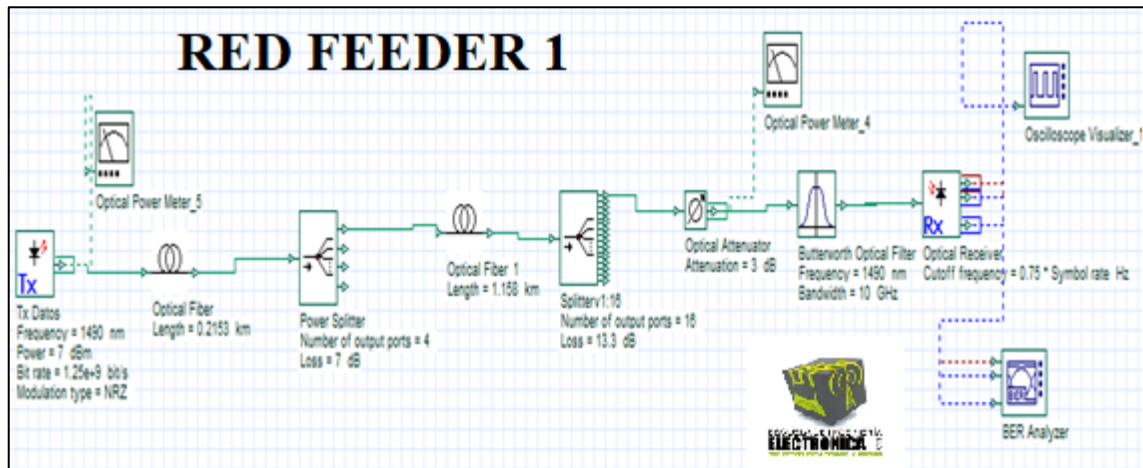 RED FEEDER 1
Optical Power Meter_5
Tx
Tx Datos
Frequency = 1490 nm
Power = 7 dBm
Bit rate = 1.25e+9 bit/s
Modulation type = NRZ
Optical Fiber
Length = 0.2153 km
Power Splitter
Number of output ports = 4
Loss = 7 dB
Optical Fiber 1
Length = 1.158 km
Splitterv1:16
Number of output ports = 16
Loss = 13.3 dB
Optical Power Meter_4
Optical Attenuator
Attenuation = 3 dB
Butterworth Optical Filter
Frequency = 1490 nm
Bandwidth = 10 GHz
Rx
Optical Receiver
Cutoff frequency = 0.75 * Symbol rate Hz
Oscilloscope Visualizer_1
BER
BER Analyzer
ELECTRONICA